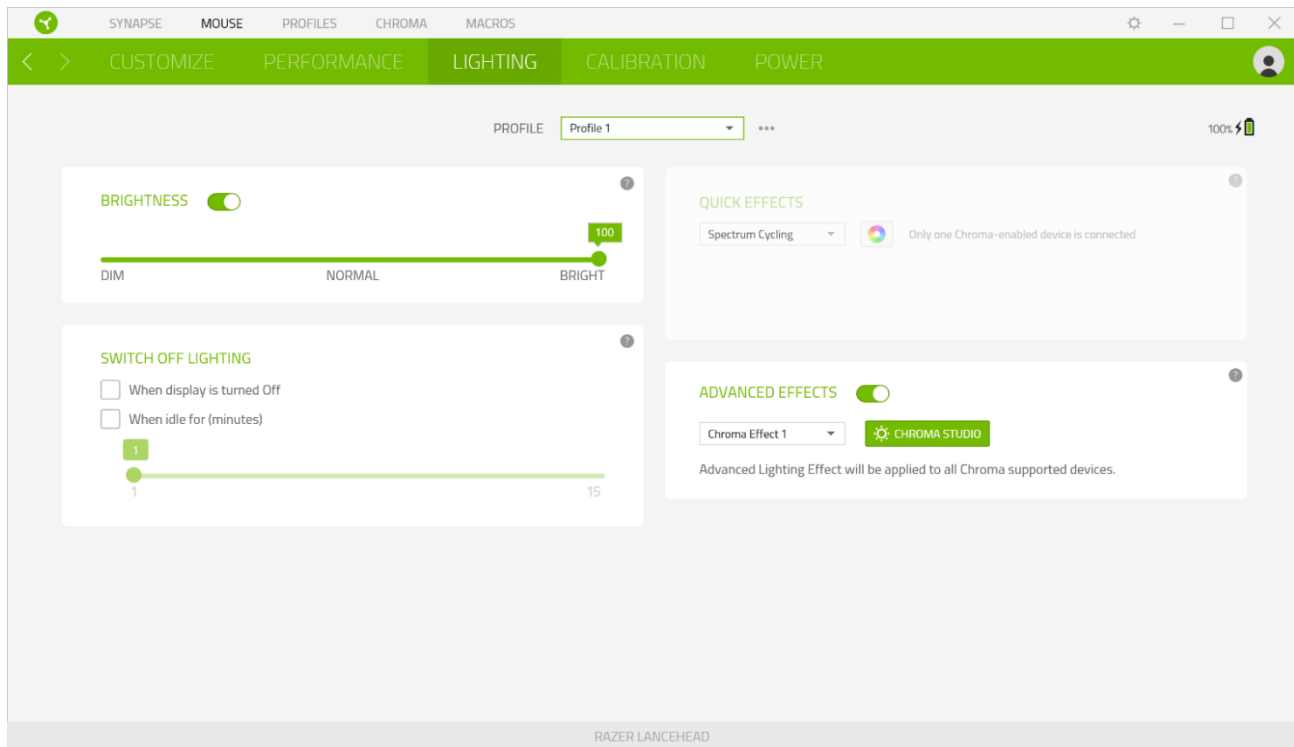 SYNAPSE MOUSE PROFILES CHROMA MACROS
CUSTOMIZE PERFORMANCE LIGHTING CALIBRATION POWER
PROFILE Profile 1
100%
BRIGHTNESS
100
DIM NORMAL BRIGHT
SWITCH OFF LIGHTING
When display is turned Off
When idle for (minutes)
1
1 15
QUICK EFFECTS
Spectrum Cycling Only one Chroma-enabled device is connected
ADVANCED EFFECTS
Chroma Effect 1 CHROMA STUDIO
Advanced Lighting Effect will be applied to all Chroma supported devices.
RAZER LANCEHEAD